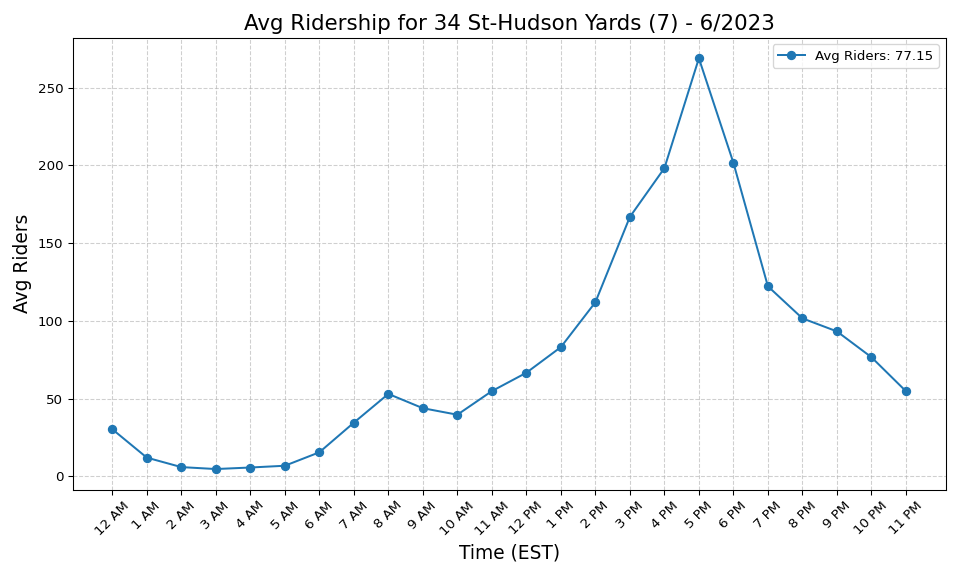 Avg Ridership for 34 St-Hudson Yards (7) - 6/2023
Avg Riders: 77.15
Avg Riders
250
200
150
100
50
0
12 AM
1 AM
2 AM
3 AM
4 AM
5 AM
6 AM
7 AM
8 AM
9 AM
10 AM
11 AM
12 PM
1 PM
2 PM
3 PM
4 PM
5 PM
6 PM
7 PM
8 PM
9 PM
10 PM
11 PM
Time (EST)